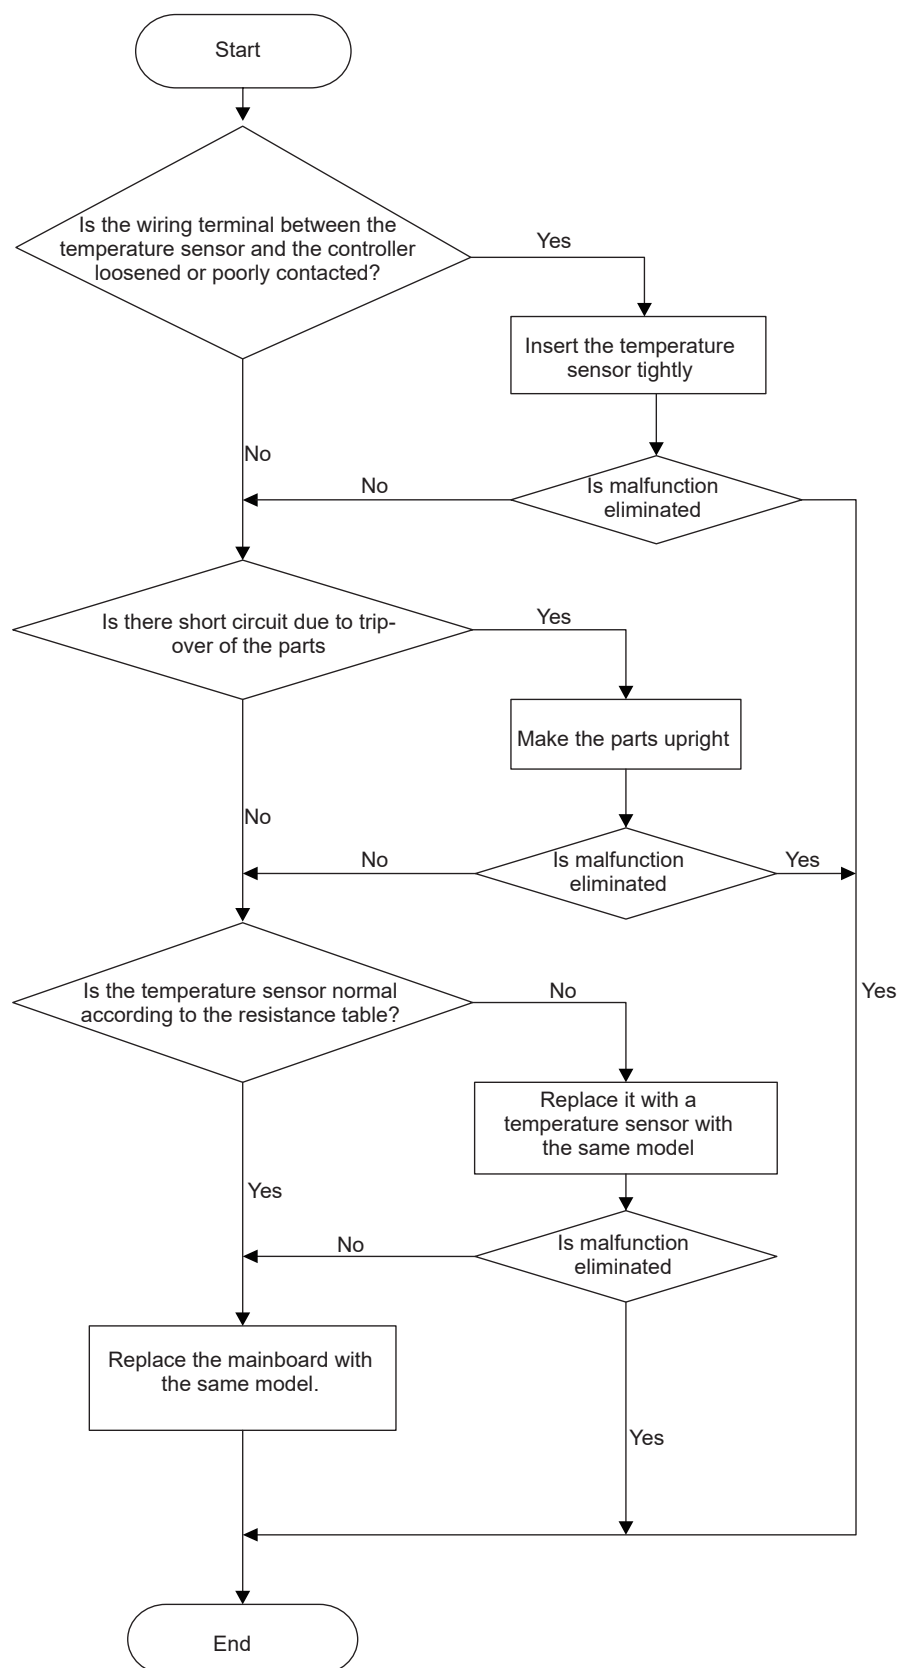 Start
Is the wiring terminal between the
temperature sensor and the controller
loosened or poorly contacted?
Yes
Insert the temperature
sensor tightly
No
No
Is malfunction
eliminated
Is there short circuit due to trip-
over of the parts
Yes
Make the parts upright
No
No
Is malfunction
eliminated
Yes
Is the temperature sensor normal
according to the resistance table?
No
Yes
Replace it with a
temperature sensor with
the same model
Yes
No
Is malfunction
eliminated
Replace the mainboard with
the same model.
Yes
End